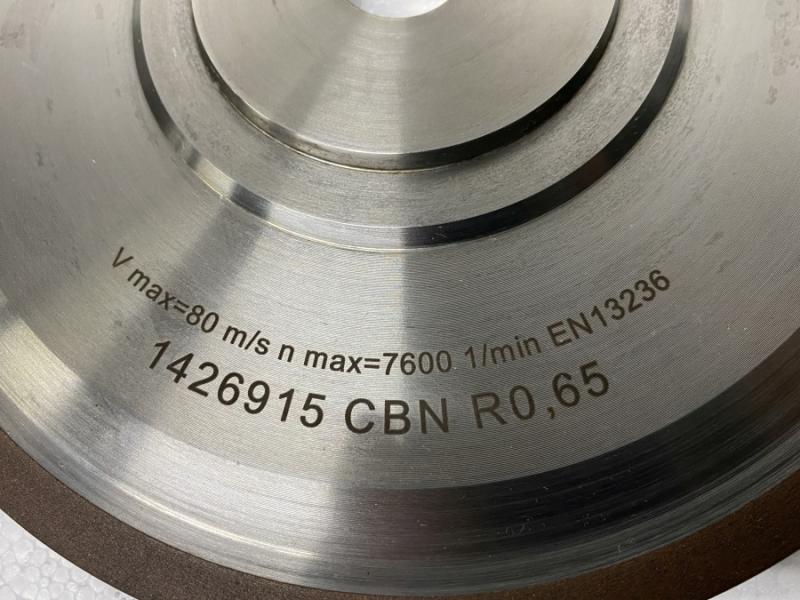 V max=80 m/s n max=7600 1/min EN13236
1426915 CBN R0,65